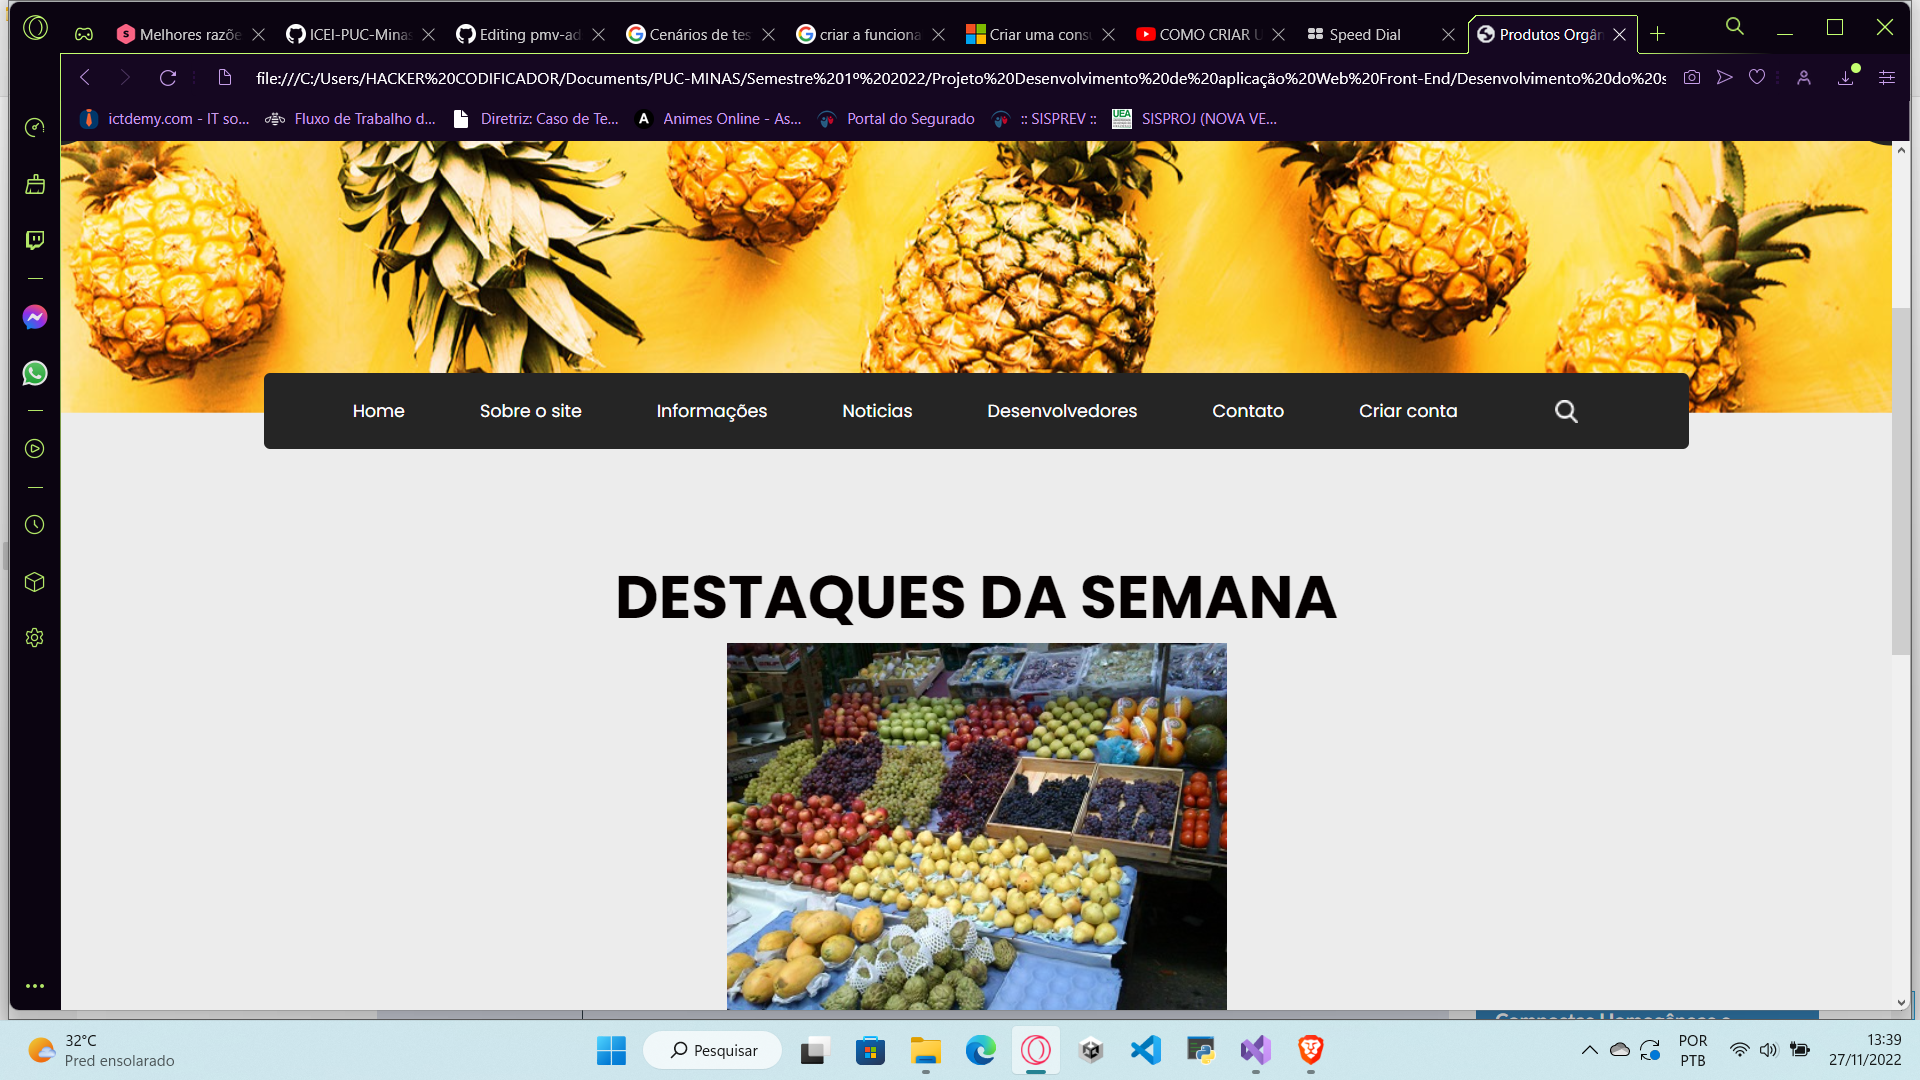 Melhores razõe
ICEI-PUC-Minas
Editing pmv-ad
Cenários de tes
criar a funciona
Criar uma consu
COMO CRIAR U
Speed Dial
Produtos Orgân
file:///C:/Users/HACKER%20CODIFICADOR/Documents/PUC-MINAS/Semestre%201º%202022/Projeto%20Desenvolvimento%20de%20aplicação%20Web%20Front-End/Desenvolvimento%20do%20s
ictdemy.com - IT so...
Fluxo de Trabalho d...
Diretriz: Caso de Te...
Animes Online - As...
Portal do Segurado
:: SISPREV ::
SISPROJ (NOVA VE...
Home
Sobre o site
Informações
Noticias
Desenvolvedores
Contato
Criar conta
DESTAQUES DA SEMANA
32°C
Pred ensolarado
Pesquisar
POR
PTB
13:39
27/11/2022